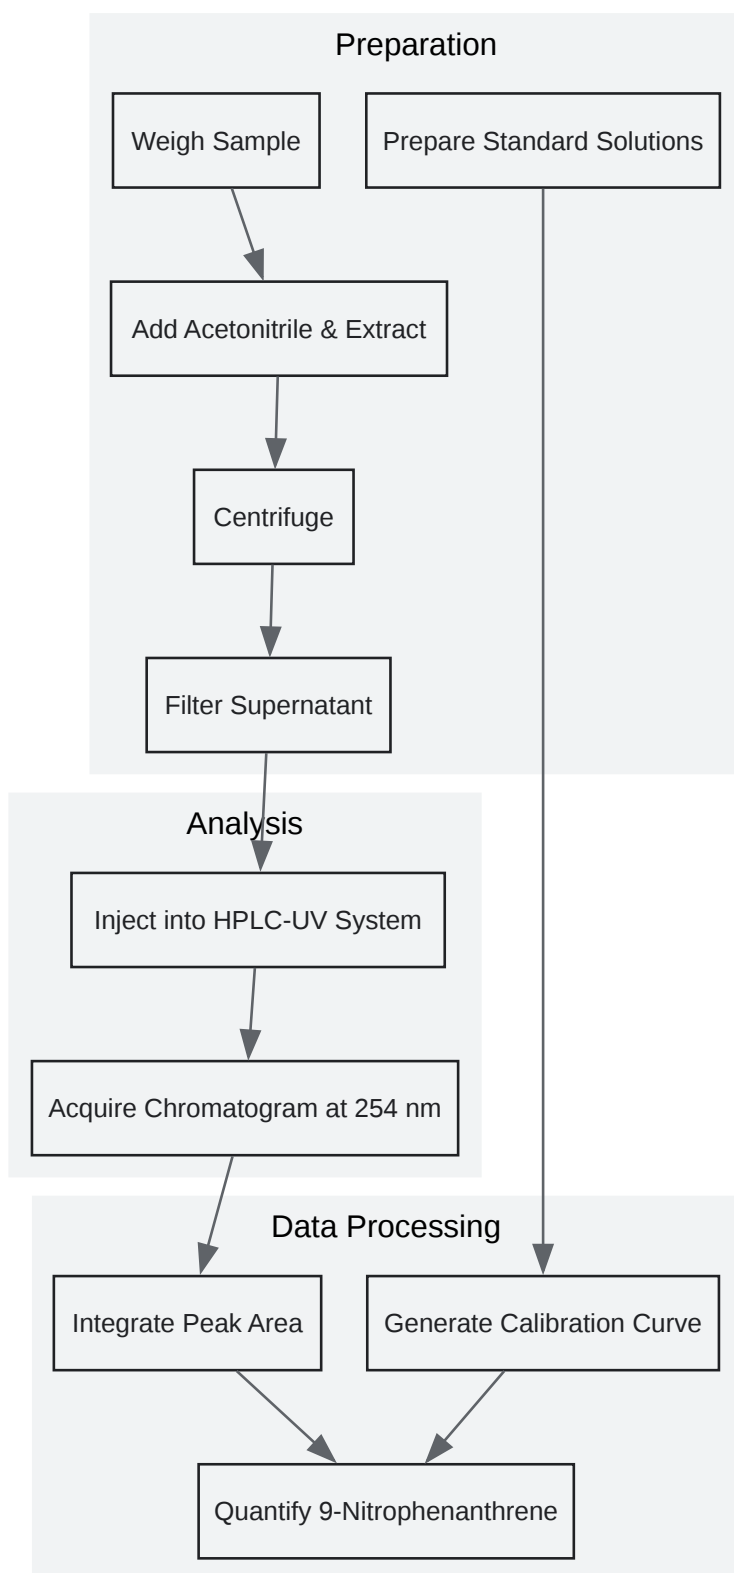 Preparation
Weigh Sample
Prepare Standard Solutions
Add Acetonitrile & Extract
Centrifuge
Filter Supernatant
Analysis
Inject into HPLC-UV System
Acquire Chromatogram at 254 nm
Data Processing
Integrate Peak Area
Generate Calibration Curve
Quantify 9-Nitrophenanthrene